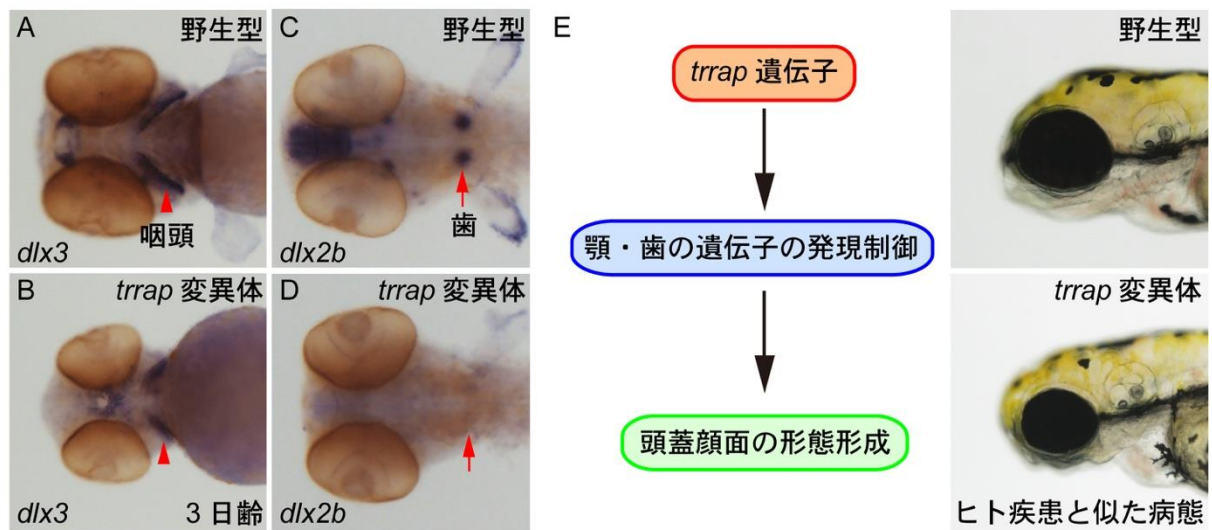 A 野生型
咽頭
dlx3
B trrap 変異体
dlx3 3 日齢
C 野生型
歯
dlx2b
D trrap 変異体
dlx2b
E
trrap 遺伝子
顎・歯の遺伝子の発現制御
頭蓋顔面の形態形成
野生型
trrap 変異体
ヒト疾患と似た病態